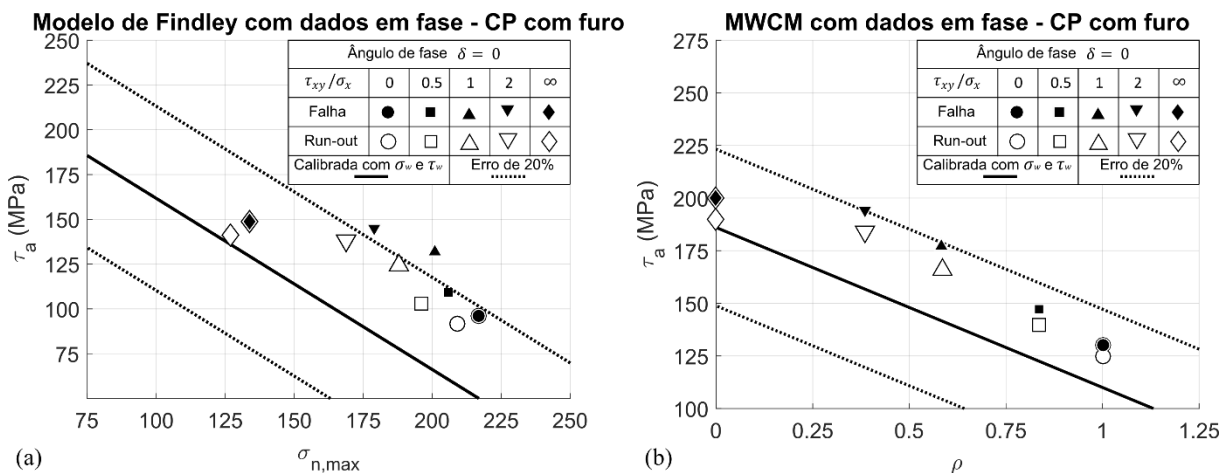 Modelo de Findley com dados em fase - CP com furo
Ângulo de fase δ = 0
τxy/σx 0 0.5 1 2 ∞
Falha
Run-out
Calibrada com σw e τw Erro de 20%
250
225
200
175
150
125
100
75
τa (MPa)
75 100 125 150 175 200 225 250
σn,max
(a)
MWCM com dados em fase - CP com furo
Ângulo de fase δ = 0
τxy/σx 0 0.5 1 2 ∞
Falha
Run-out
Calibrada com σw e τw Erro de 20%
275
250
225
200
175
150
125
100
τa (MPa)
0 0.25 0.5 0.75 1 1.25
ρ
(b)